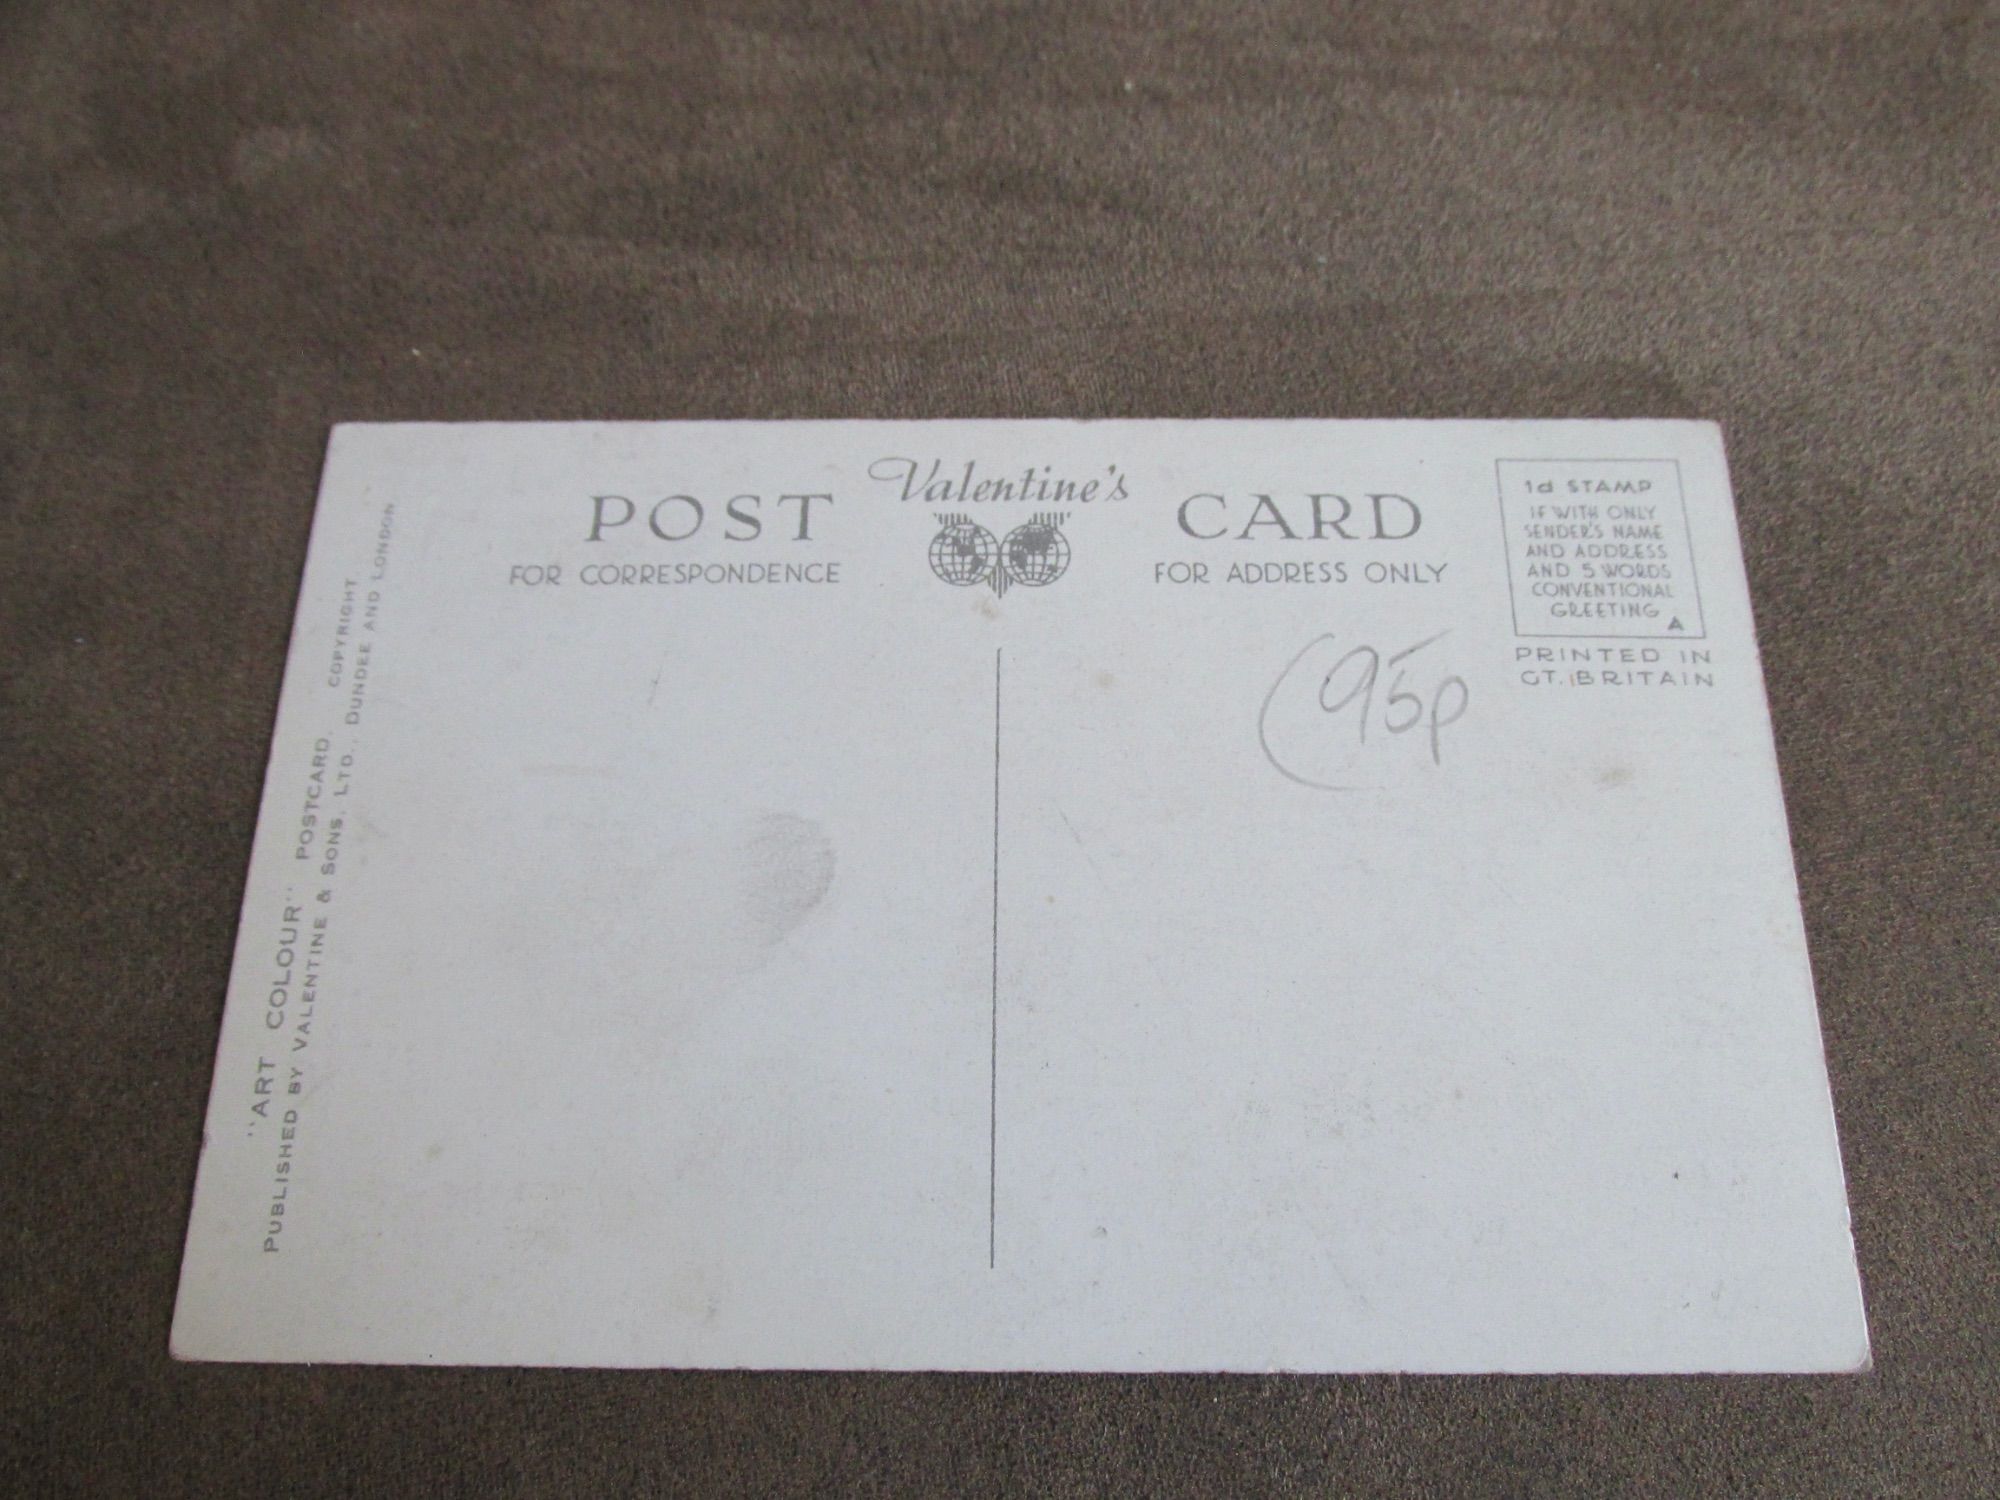 Valentine's
POST CARD
FOR CORRESPONDENCE
FOR ADDRESS ONLY
1d STAMP
IF WITH ONLY
SENDER'S NAME
AND ADDRESS
AND 5 WORDS
CONVENTIONAL
GREETING
A
PRINTED IN
GT. BRITAIN
(95p
"ART COLOUR" POSTCARD. COPYRIGHT
PUBLISHED BY VALENTINE & SONS, LTD., DUNDEE AND LONDON